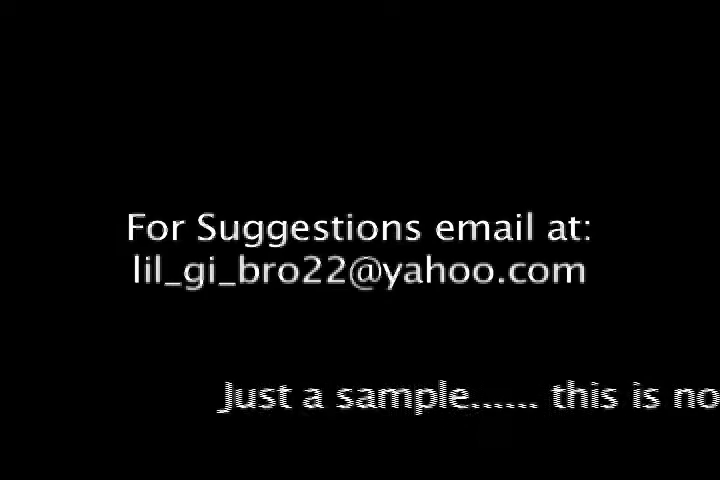 For Suggestions email at:
lil_gi_bro22@yahoo.com
Just a sample...... this is no